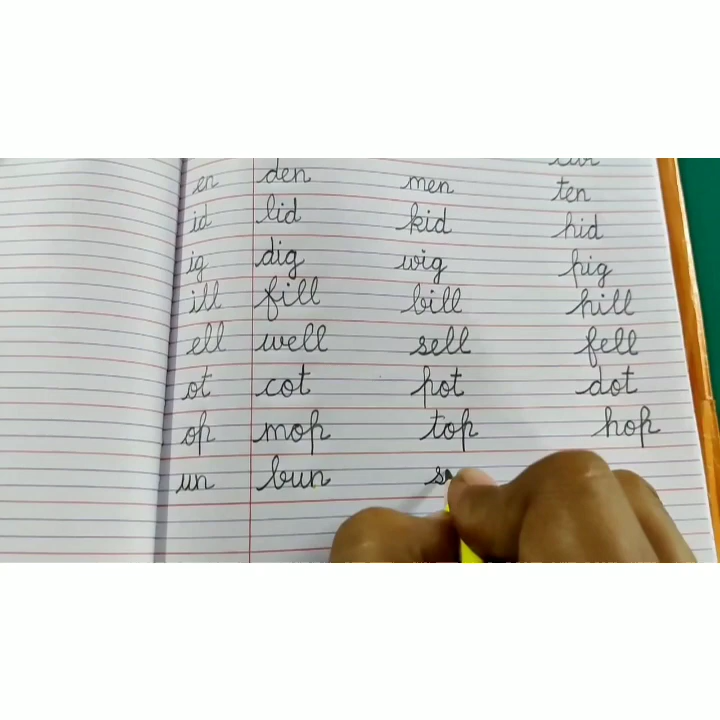 en den men ten
id lid kid hid
ig dig wig pig
ill fill bill hill
ell well sell fell
ot cot pot dot
op mop top hop
un bun